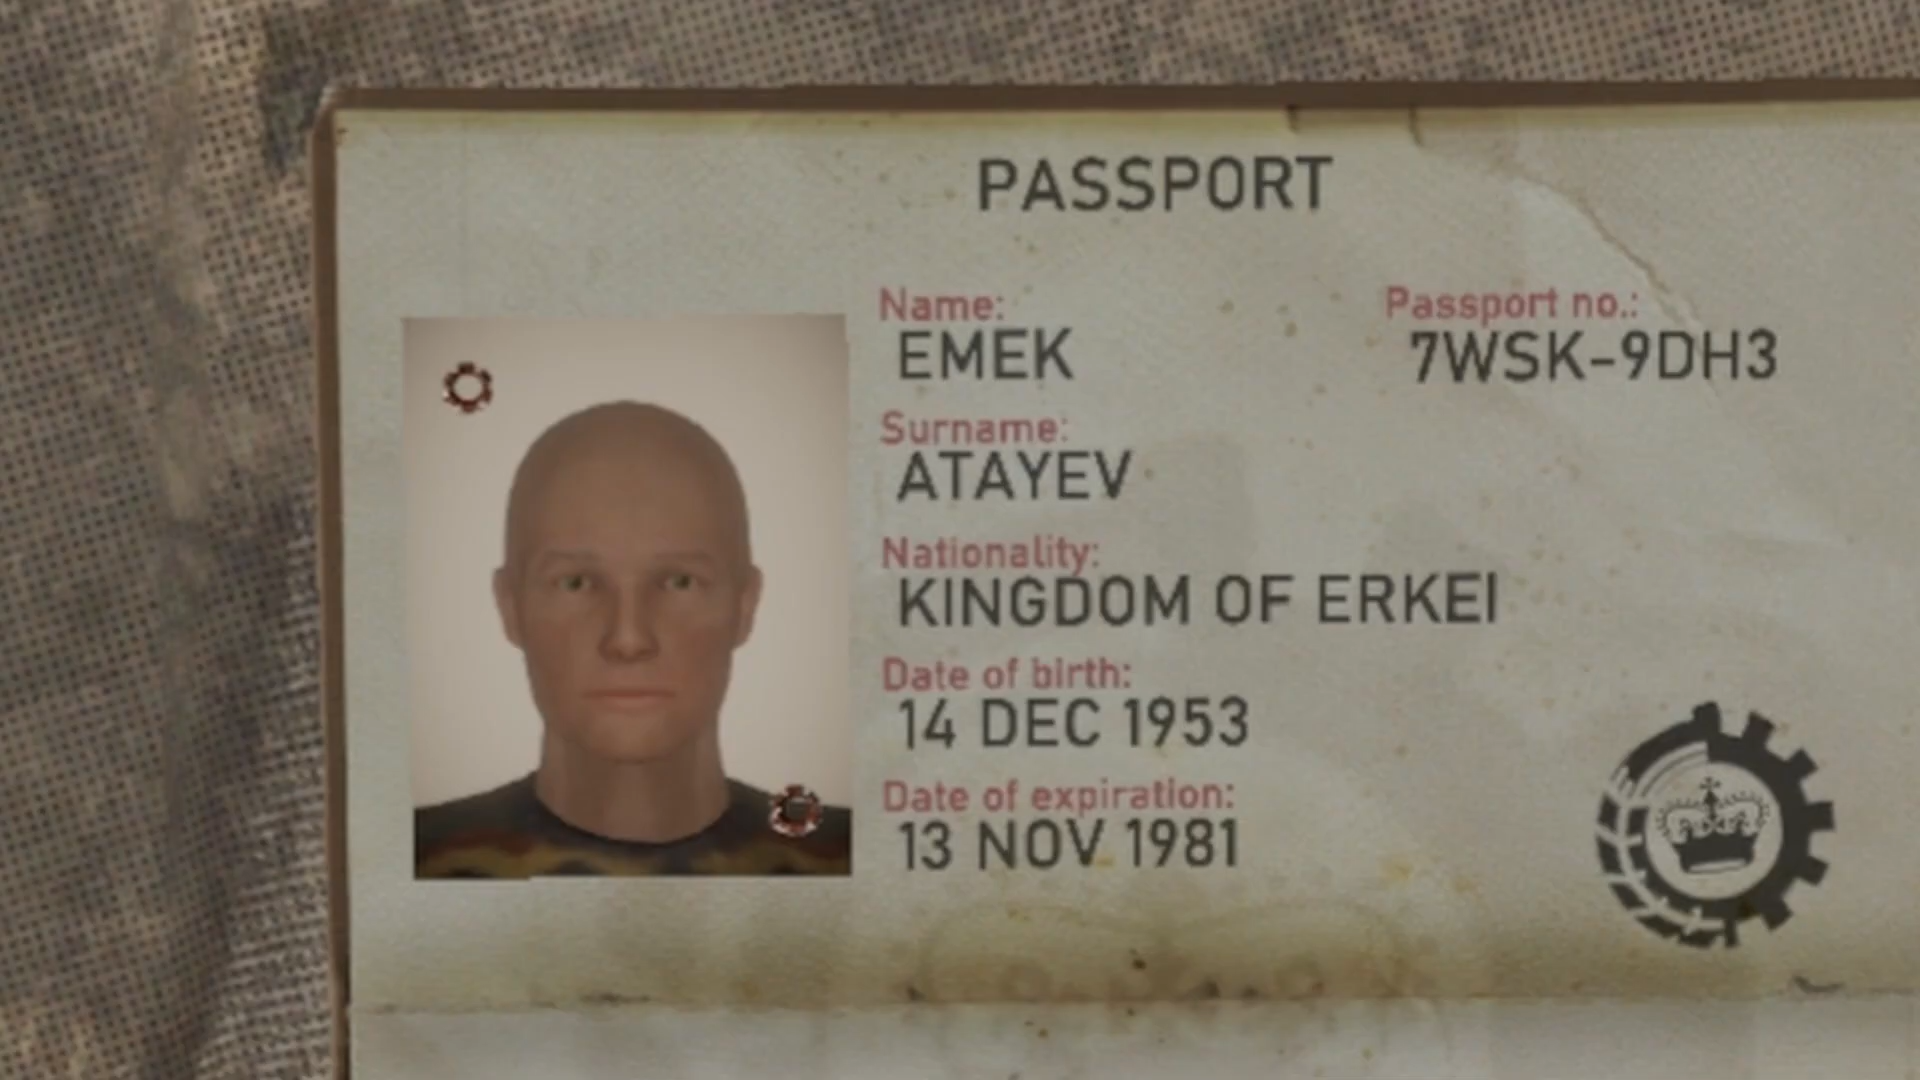 PASSPORT
Name:
EMEK
Passport no.:
7WSK-9DH3
Surname:
ATAYEV
Nationality:
KINGDOM OF ERKEI
Date of birth:
14 DEC 1953
Date of expiration:
13 NOV 1981